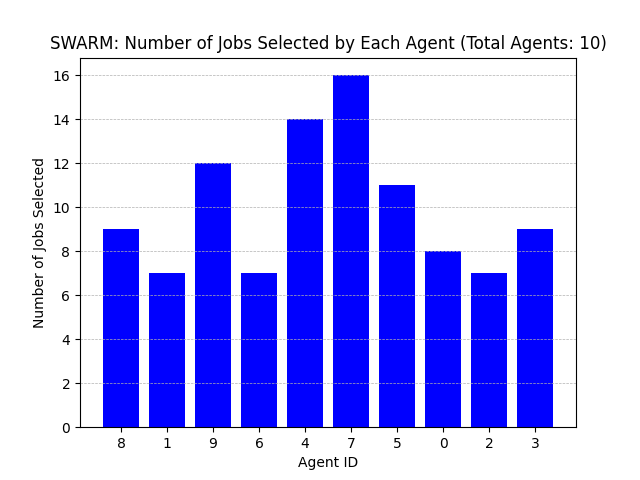 SWARM: Number of Jobs Selected by Each Agent (Total Agents: 10)
16
14
12
10
8
6
4
2
0
Number of Jobs Selected
8 1 9 6 4 7 5 0 2 3
Agent ID